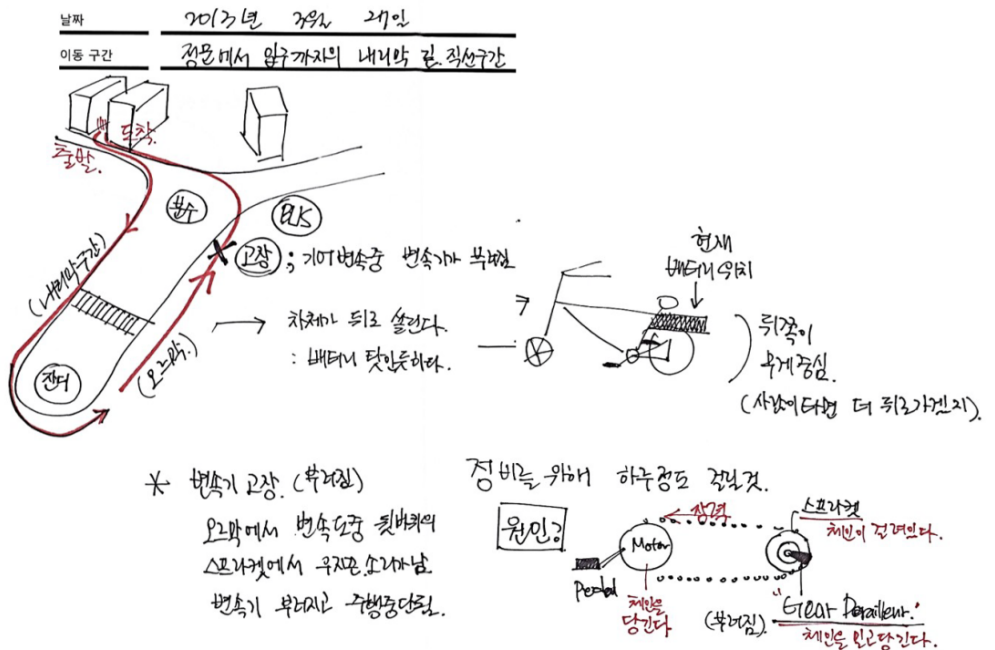 날짜 2013년 3월 27일
이동 구간 정문에서 입구까지의 내리막 길. 직선구간
도착.
출발.
분수
BUS
고장 ; 기어변속중 변속기가 부러짐
(내리막구간)
→ 차체가 뒤로 쏠린다.
: 배터리 탓인듯하다.
(오르막.)
잔디
현재
배터리 위치
뒤쪽이
무게 중심.
(사람이 타면 더 뒤로가겠지).
* 변속기 고장. (부러짐)
오르막에서 변속도중 뒷바퀴의
스프라켓에서 우지끈 소리가남.
변속기 부러지고 주행중단됨.
정비를 위해 하루정도 걸릴것.
원인?
장력
스프라켓
체인이 걸려있다.
Motor
pedal
체인을
당긴다
(부러짐).
"Gear Derailleur."
체인을 밀고당긴다.